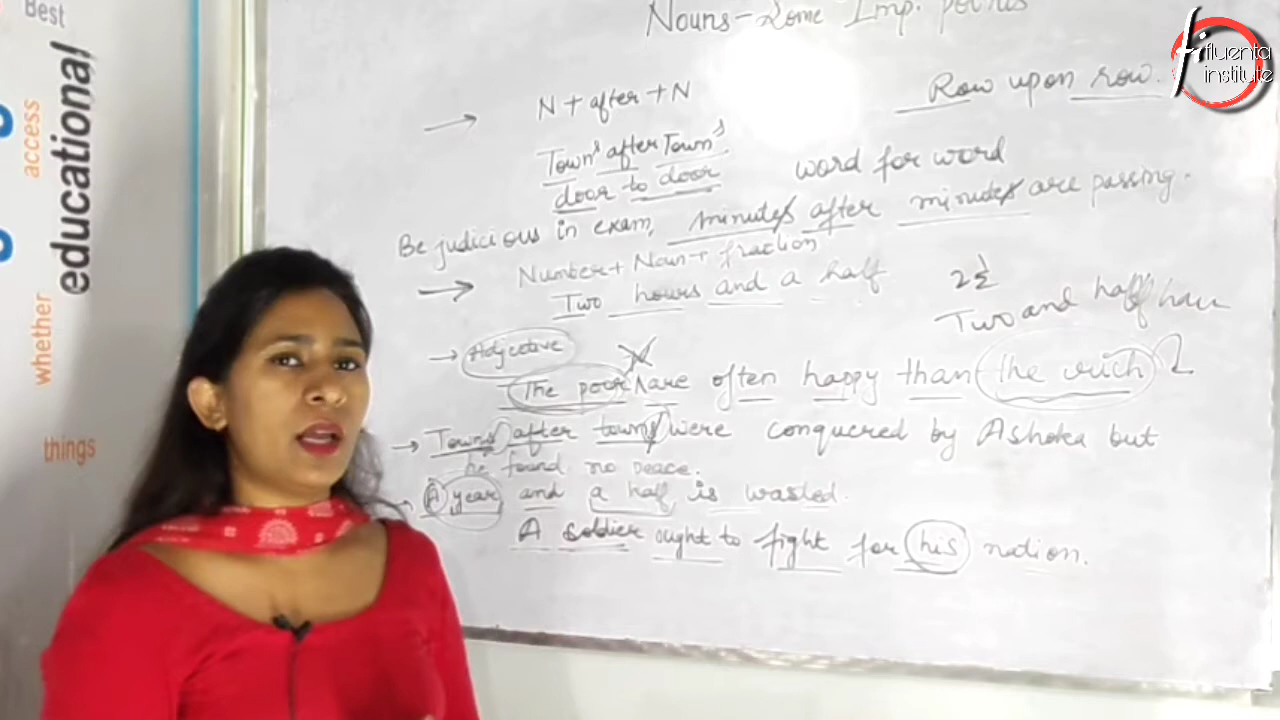 Best
access
educational
whether
things
fifluenta
institute
Nouns - Some Imp. points
N + after + N
Row upon row.
Town's after Town's
door to door
word for word
Be judicious in exam, minutes after minutes are passing.
Number + Noun + fraction
Two hours and a half
2½
Two and half hour
Adjective
The poor are often happy than the rich
Towns after towns were conquered by Ashoka but
he found no peace.
A year and a half is wasted.
A soldier ought to fight for his nation.